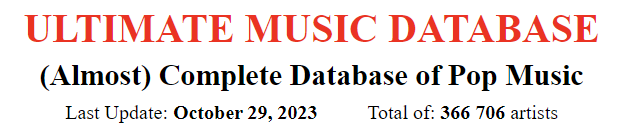 ULTIMATE MUSIC DATABASE
(Almost) Complete Database of Pop Music
Last Update: October 29, 2023 Total of: 366 706 artists